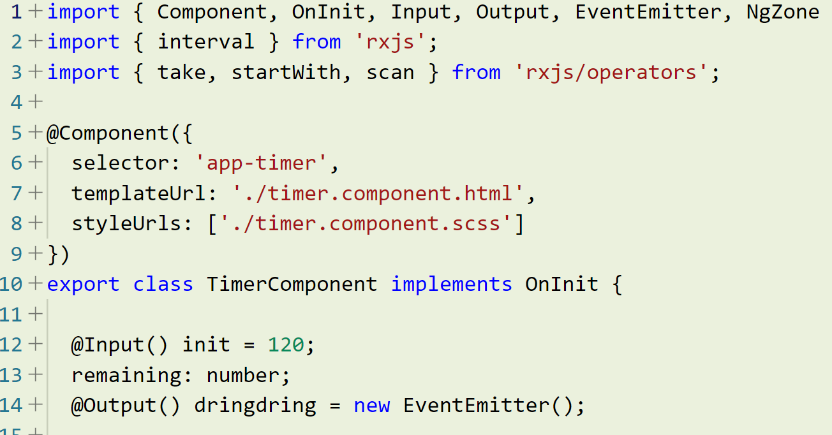 1 +import { Component, OnInit, Input, Output, EventEmitter, NgZone
2 +import { interval } from 'rxjs';
3 +import { take, startWith, scan } from 'rxjs/operators';
4 +
5 +@Component({
6 +  selector: 'app-timer',
7 +  templateUrl: './timer.component.html',
8 +  styleUrls: ['./timer.component.scss']
9 +})
10 +export class TimerComponent implements OnInit {
11 +
12 +  @Input() init = 120;
13 +  remaining: number;
14 +  @Output() dringdring = new EventEmitter();
15 +